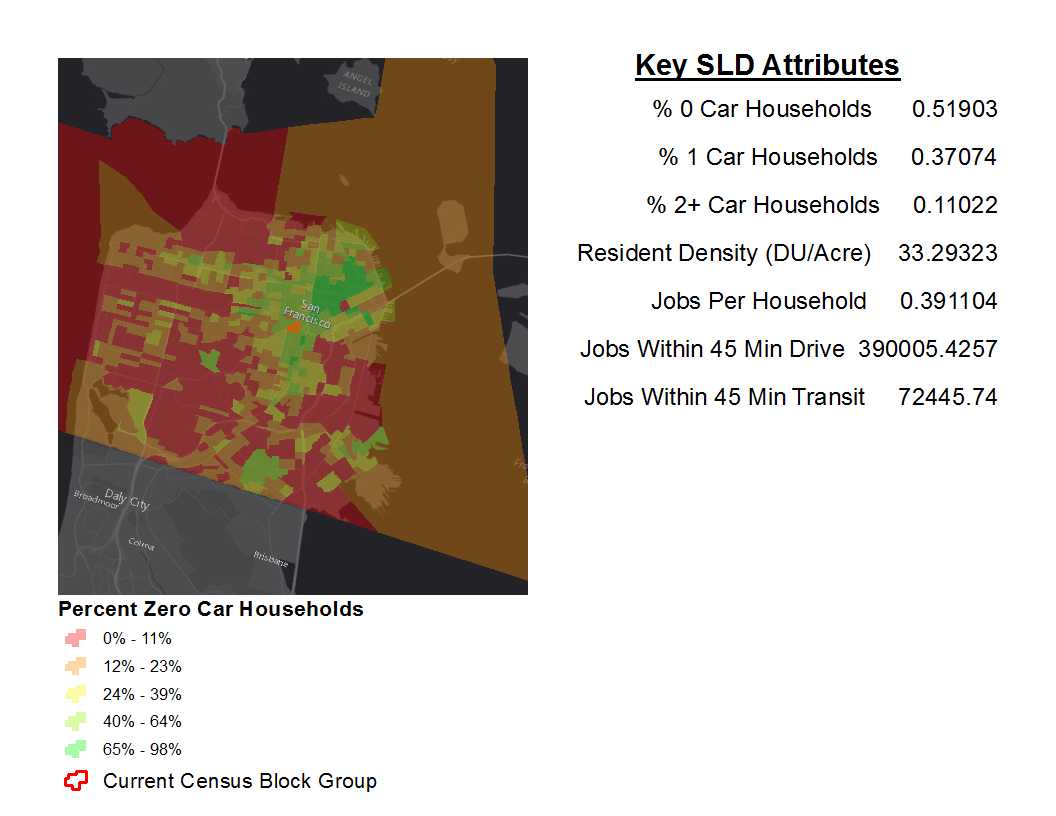 ANGEL
ISLAND
San
Francisco
Daly City
Broadmoor
Colma
Brisbane
Key SLD Attributes
% 0 Car Households 0.51903
% 1 Car Households 0.37074
% 2+ Car Households 0.11022
Resident Density (DU/Acre) 33.29323
Jobs Per Household 0.391104
Jobs Within 45 Min Drive 390005.4257
Jobs Within 45 Min Transit 72445.74
Percent Zero Car Households
0% - 11%
12% - 23%
24% - 39%
40% - 64%
65% - 98%
Current Census Block Group